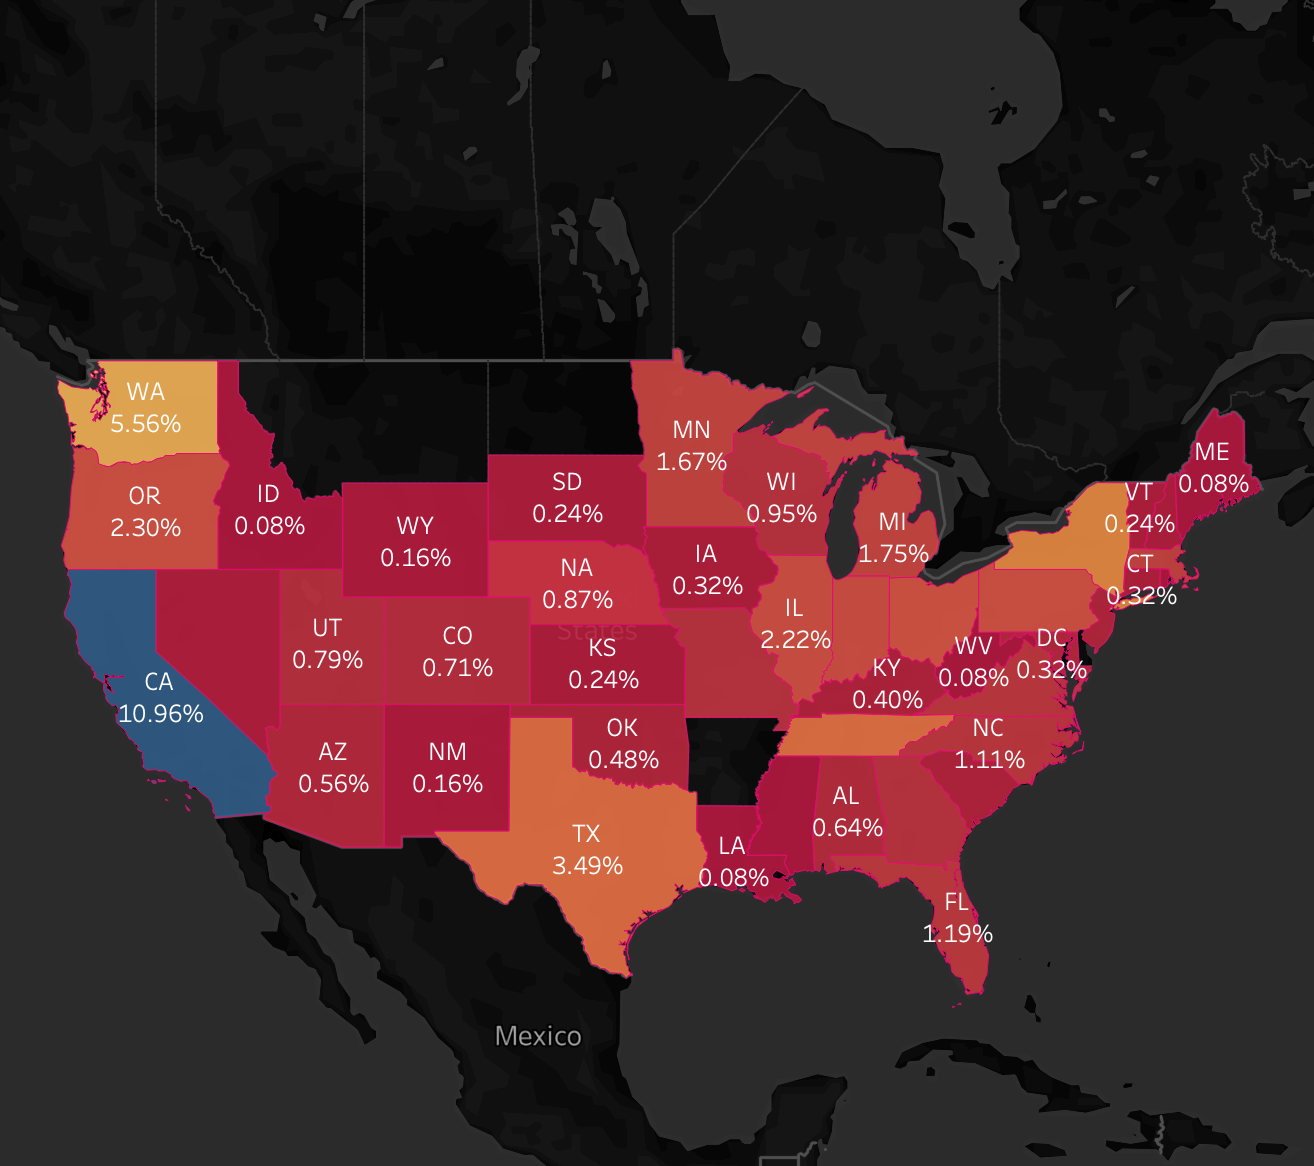 WA
5.56%
OR
2.30%
ID
0.08%
WY
0.16%
SD
0.24%
MN
1.67%
WI
0.95%
MI
1.75%
ME
0.08%
VT
0.24%
CT
0.32%
NA
0.87%
IA
0.32%
IL
2.22%
States
UT
0.79%
CO
0.71%
KS
0.24%
KY
0.40%
WV
0.08%
DC
0.32%
CA
10.96%
AZ
0.56%
NM
0.16%
OK
0.48%
NC
1.11%
TX
3.49%
AL
0.64%
LA
0.08%
FL
1.19%
Mexico